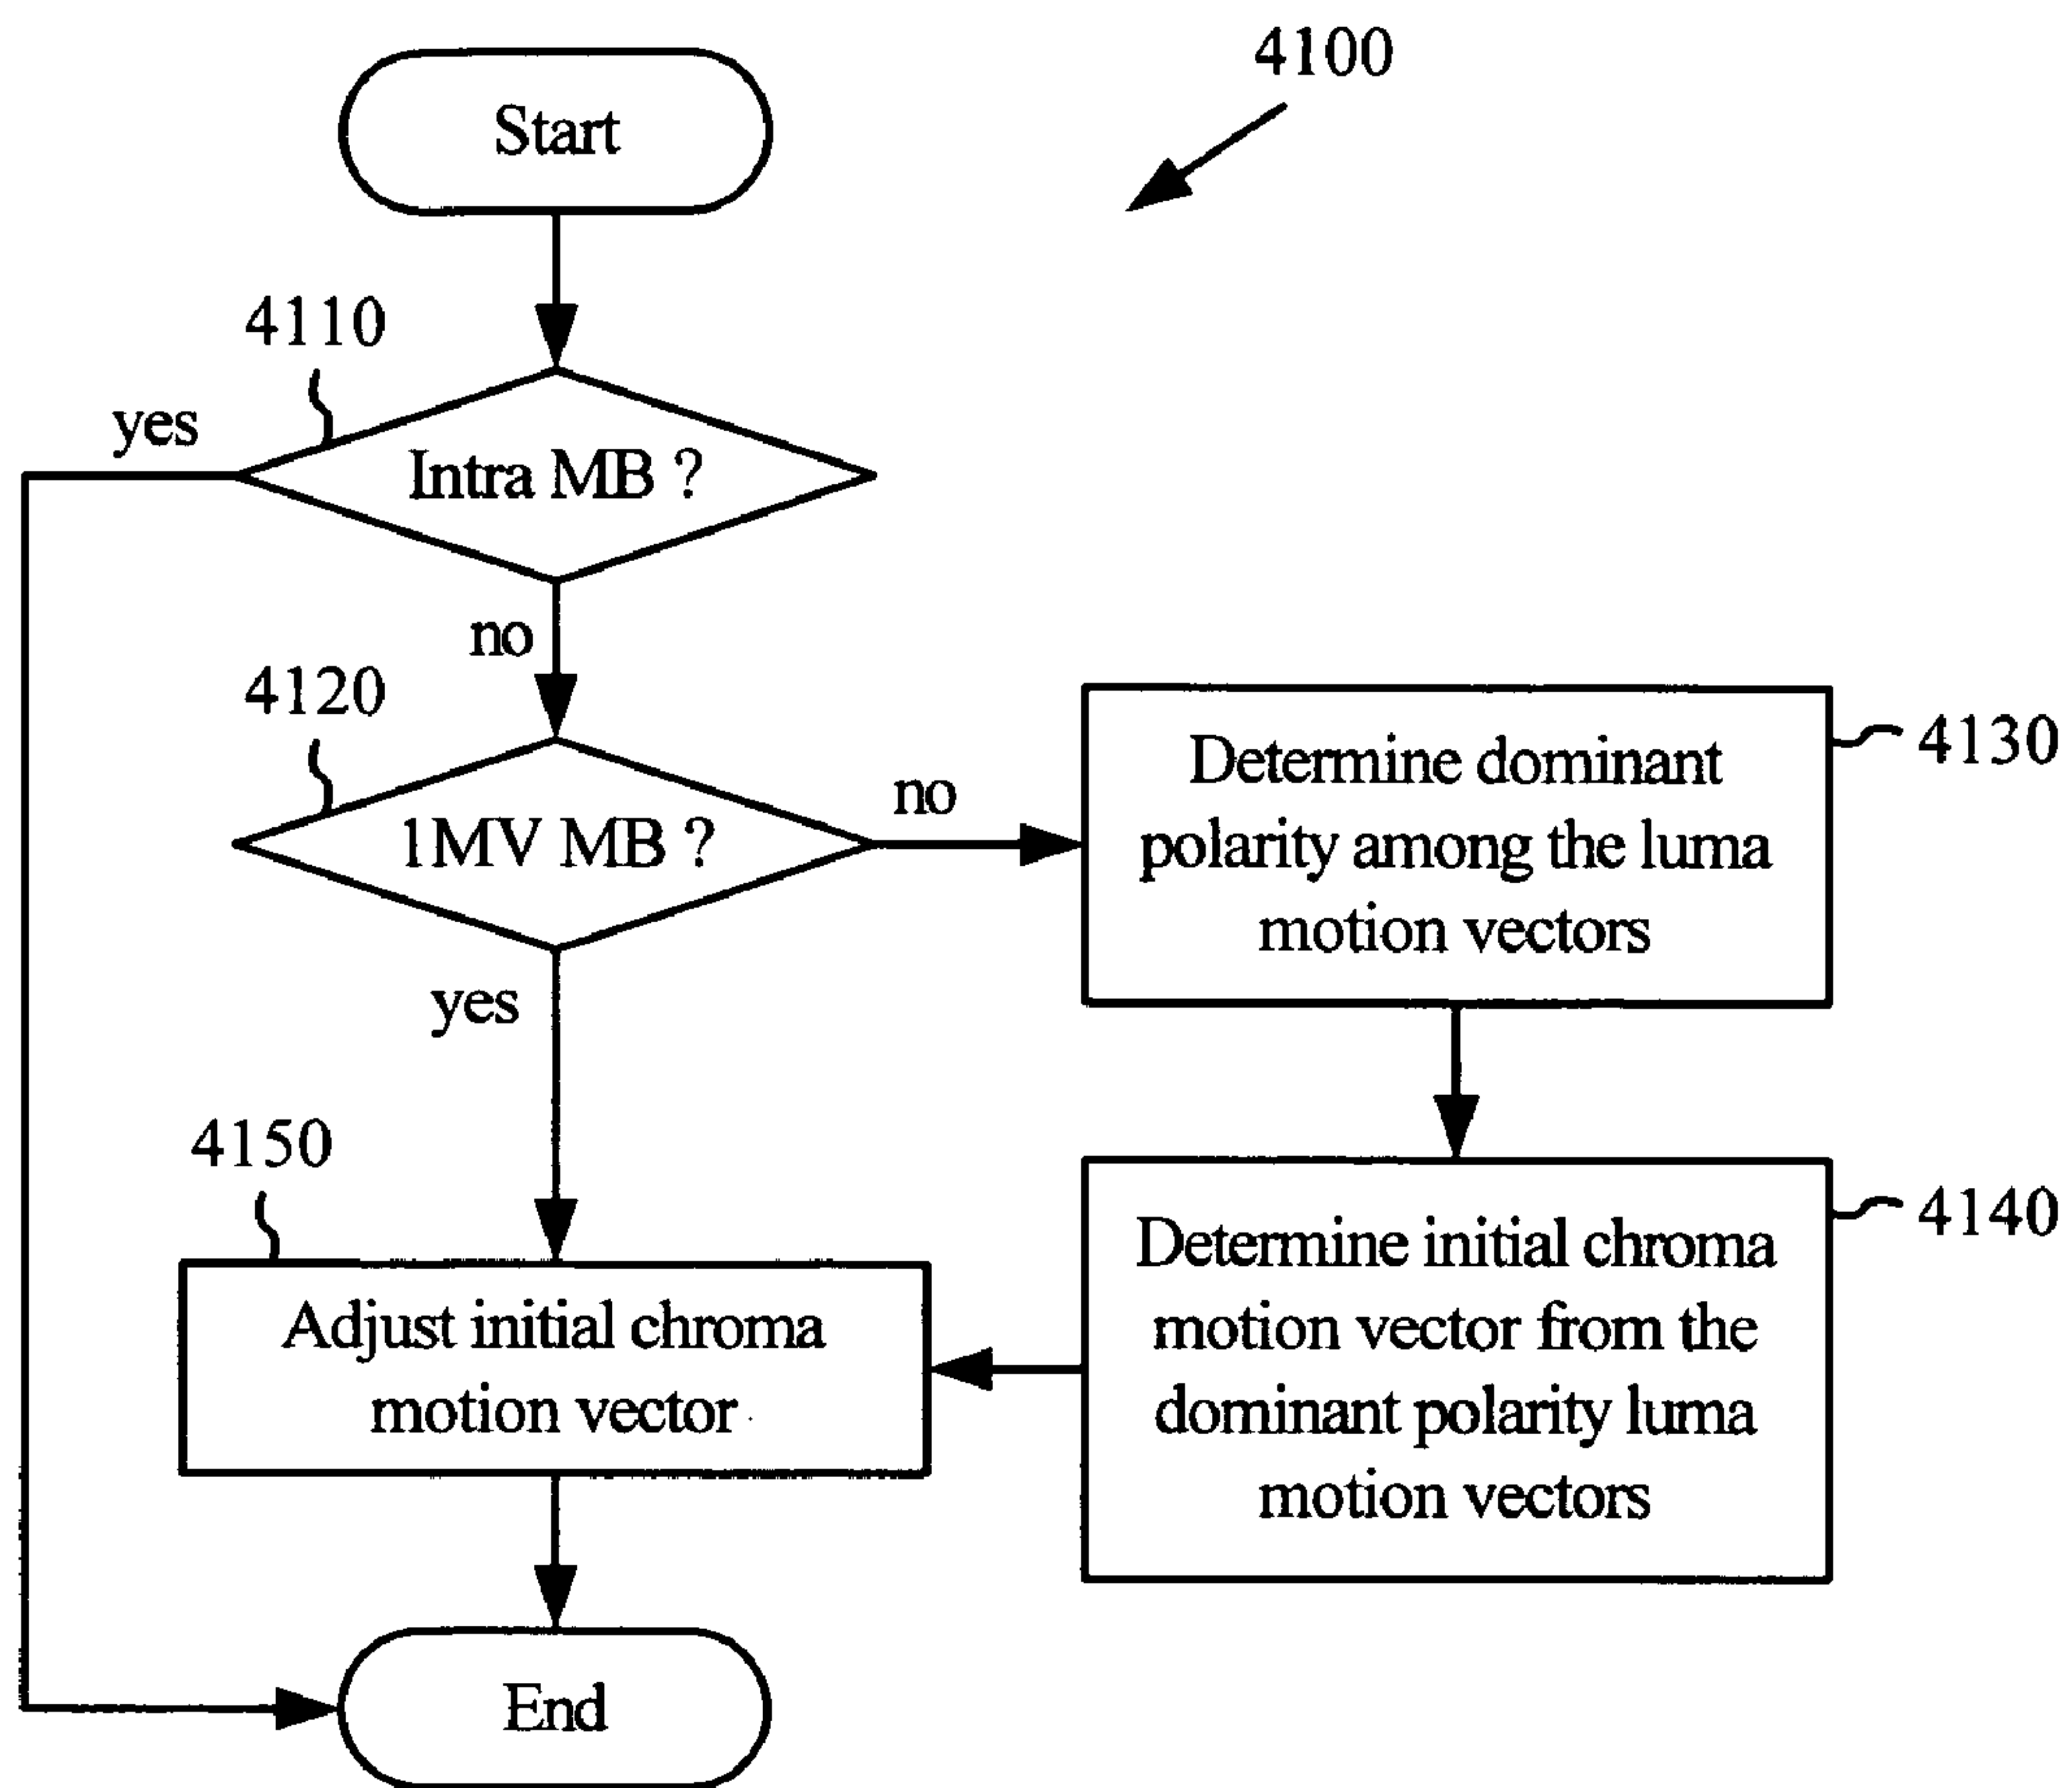 4100
Start
4110
yes
Intra MB ?
no
4120
1MV MB ?
no
Determine dominant
polarity among the luma
motion vectors
4130
yes
4150
Adjust initial chroma
motion vector
Determine initial chroma
motion vector from the
dominant polarity luma
motion vectors
4140
End